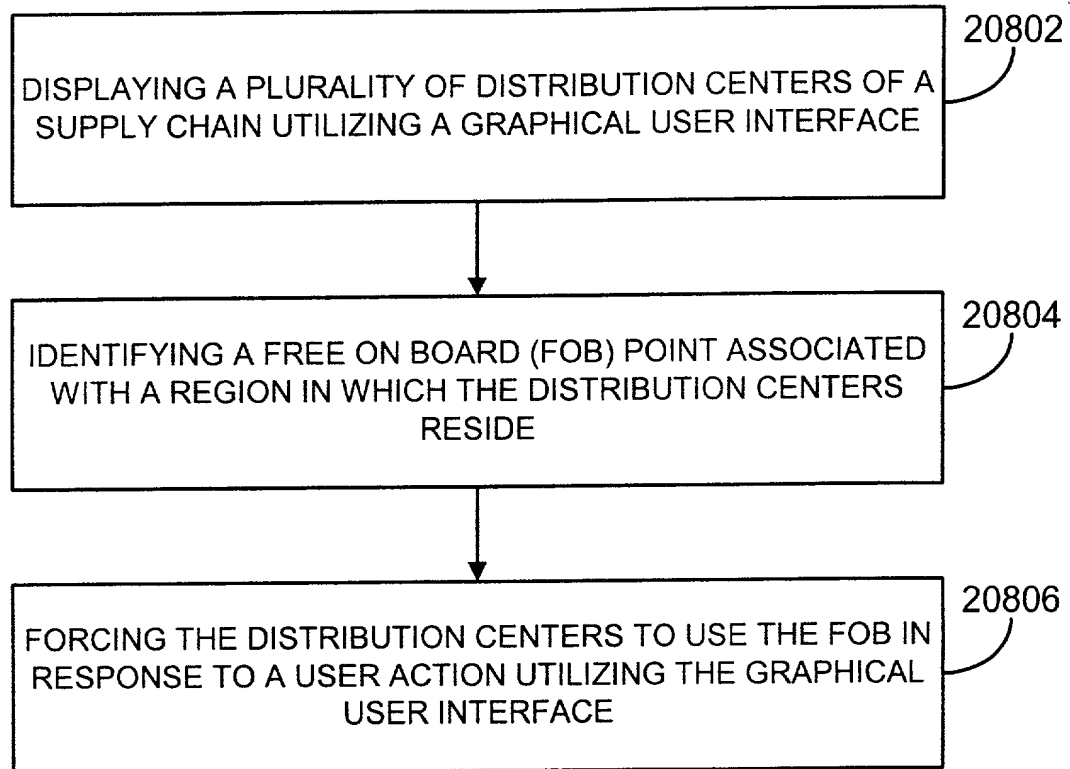 20802
DISPLAYING A PLURALITY OF DISTRIBUTION CENTERS OF A
SUPPLY CHAIN UTILIZING A GRAPHICAL USER INTERFACE
20804
IDENTIFYING A FREE ON BOARD (FOB) POINT ASSOCIATED
WITH A REGION IN WHICH THE DISTRIBUTION CENTERS
RESIDE
20806
FORCING THE DISTRIBUTION CENTERS TO USE THE FOB IN
RESPONSE TO A USER ACTION UTILIZING THE GRAPHICAL
USER INTERFACE